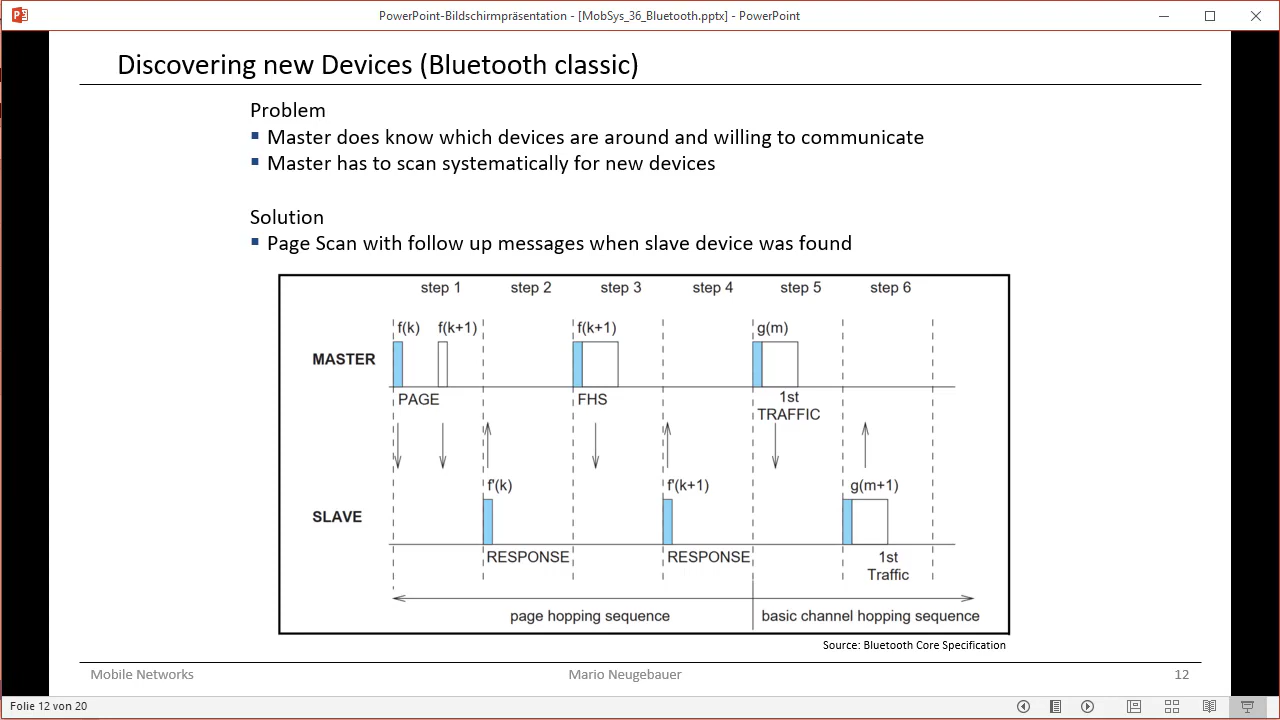 PowerPoint-Bildschirmpräsentation - [MobSys_36_Bluetooth.pptx] - PowerPoint
Discovering new Devices (Bluetooth classic)
Problem
Master does know which devices are around and willing to communicate
Master has to scan systematically for new devices
Solution
Page Scan with follow up messages when slave device was found
step 1 step 2 step 3 step 4 step 5 step 6
f(k) f(k+1) f(k+1) g(m)
MASTER
PAGE FHS 1st
TRAFFIC
f'(k) f'(k+1) g(m+1)
SLAVE
RESPONSE RESPONSE 1st
Traffic
page hopping sequence basic channel hopping sequence
Source: Bluetooth Core Specification
Mobile Networks Mario Neugebauer 12
Folie 12 von 20